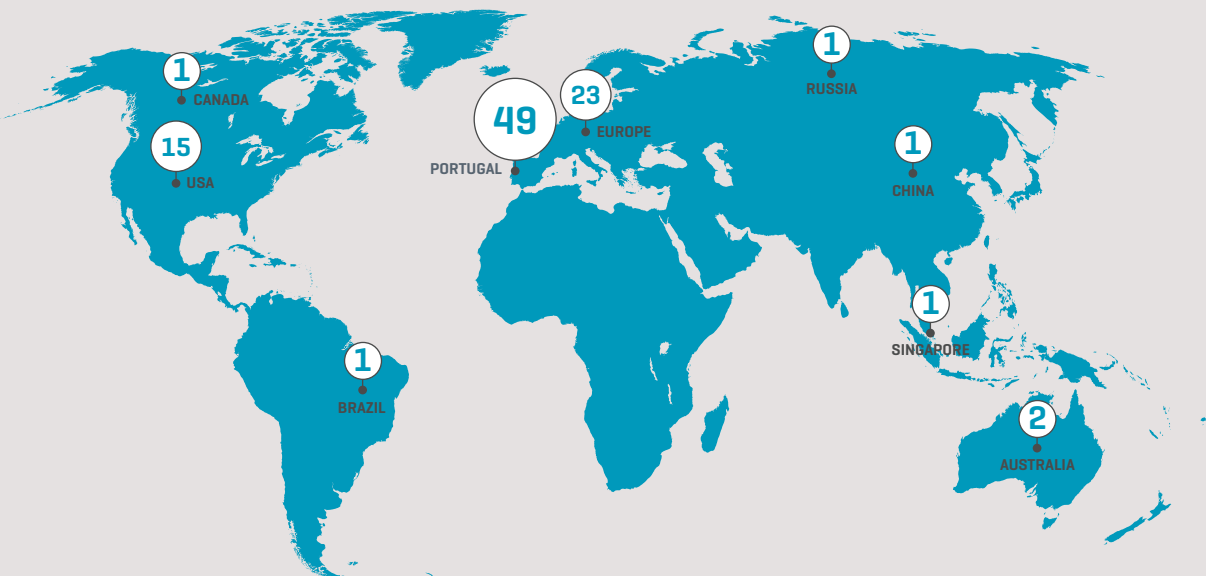 1
CANADA
15
USA
49
PORTUGAL
23
EUROPE
1
RUSSIA
1
CHINA
1
SINGAPORE
1
BRAZIL
2
AUSTRALIA